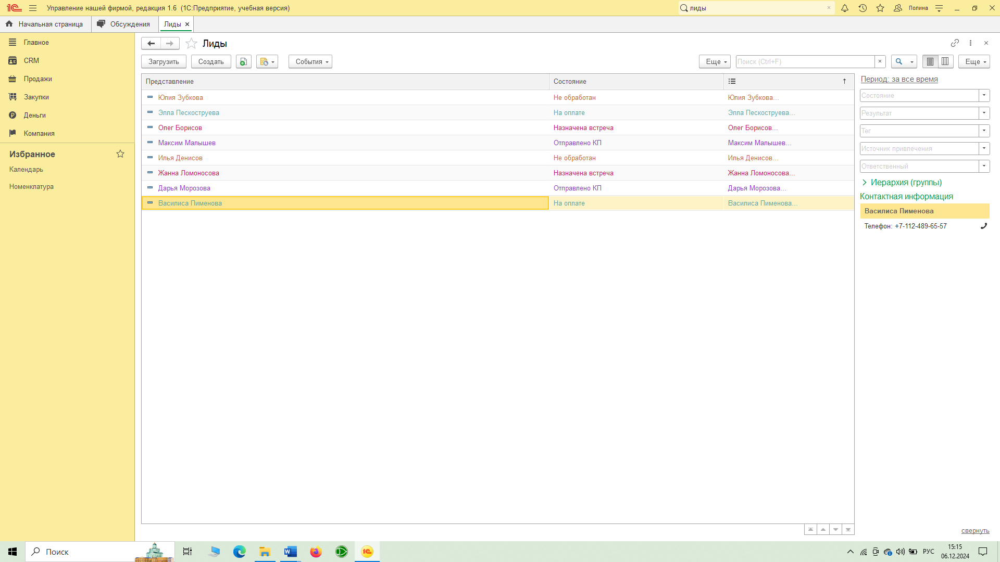 Управление нашей фирмой, редакция 1.6 (1С:Предприятие, учебная версия)
лиды
Полина
Начальная страница
Обсуждения
Лиды
Главное
CRM
Продажи
Закупки
Деньги
Компания
Избранное
Календарь
Номенклатура
Лиды
Загрузить
Создать
События
Еще
Поиск (Ctrl+F)
Еще
Представление Состояние
Юлия Зубкова Не обработан Юлия Зубкова...
Элла Пескоструева На оплате Элла Пескоструева...
Олег Борисов Назначена встреча Олег Борисов...
Максим Малышев Отправлено КП Максим Малышев...
Илья Денисов Не обработан Илья Денисов...
Жанна Ломоносова Назначена встреча Жанна Ломоносова...
Дарья Морозова Отправлено КП Дарья Морозова...
Василиса Пименова На оплате Василиса Пименова...
Период: за все время
Состояние
Результат
Тег
Источник привлечения
Ответственный
Иерархия (группы)
Контактная информация
Василиса Пименова
Телефон: +7-112-489-65-57
свернуть
Поиск
РУС
15:15
06.12.2024